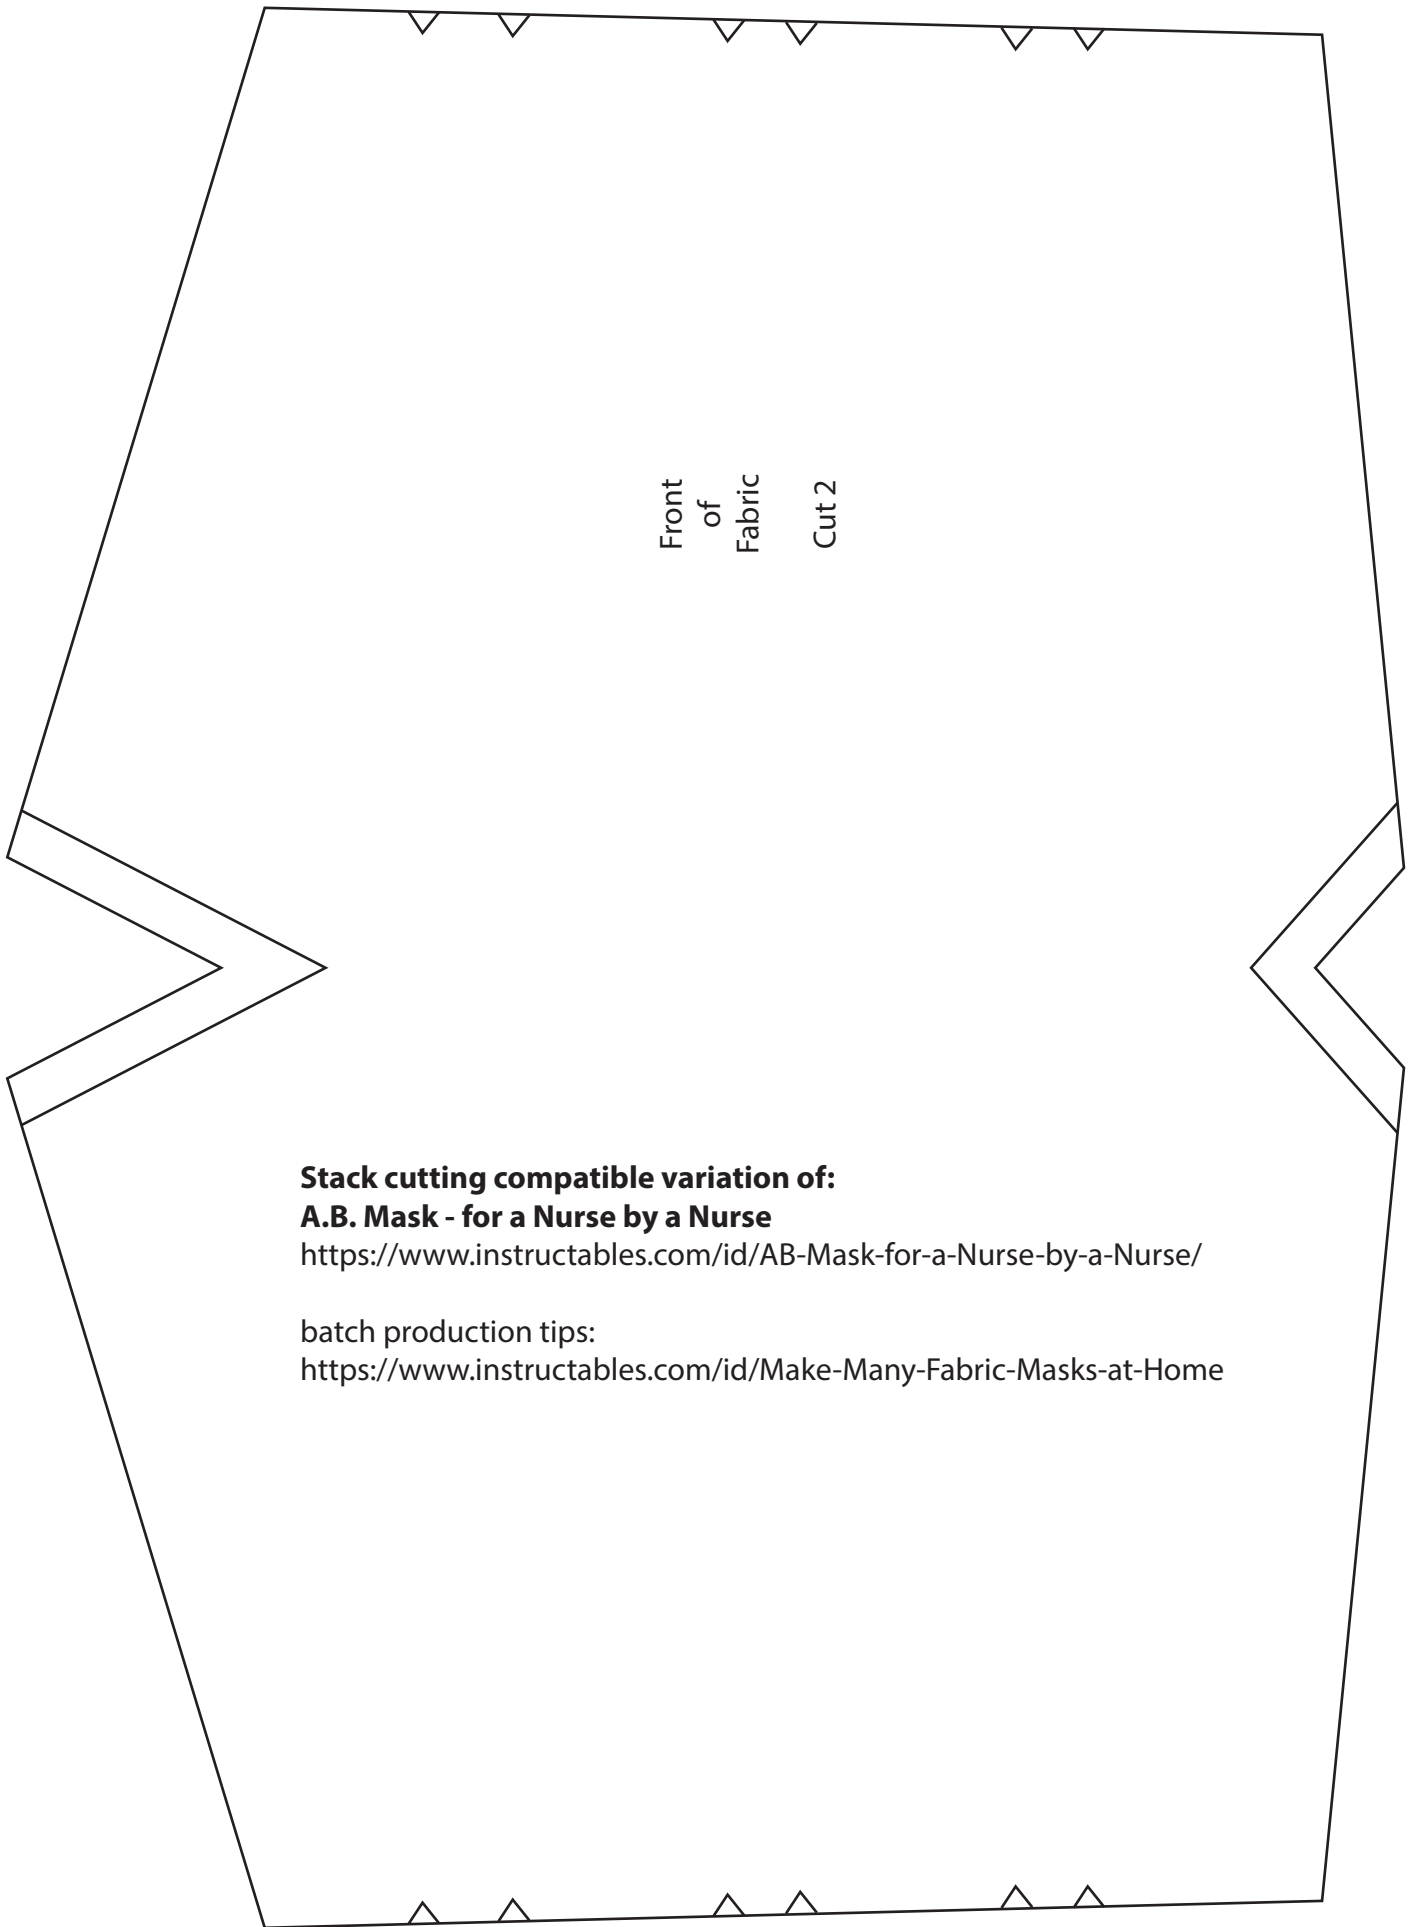 Front
of
Fabric
Cut 2
Stack cutting compatible variation of:
A.B. Mask - for a Nurse by a Nurse
https://www.instructables.com/id/AB-Mask-for-a-Nurse-by-a-Nurse/
batch production tips:
https://www.instructables.com/id/Make-Many-Fabric-Masks-at-Home